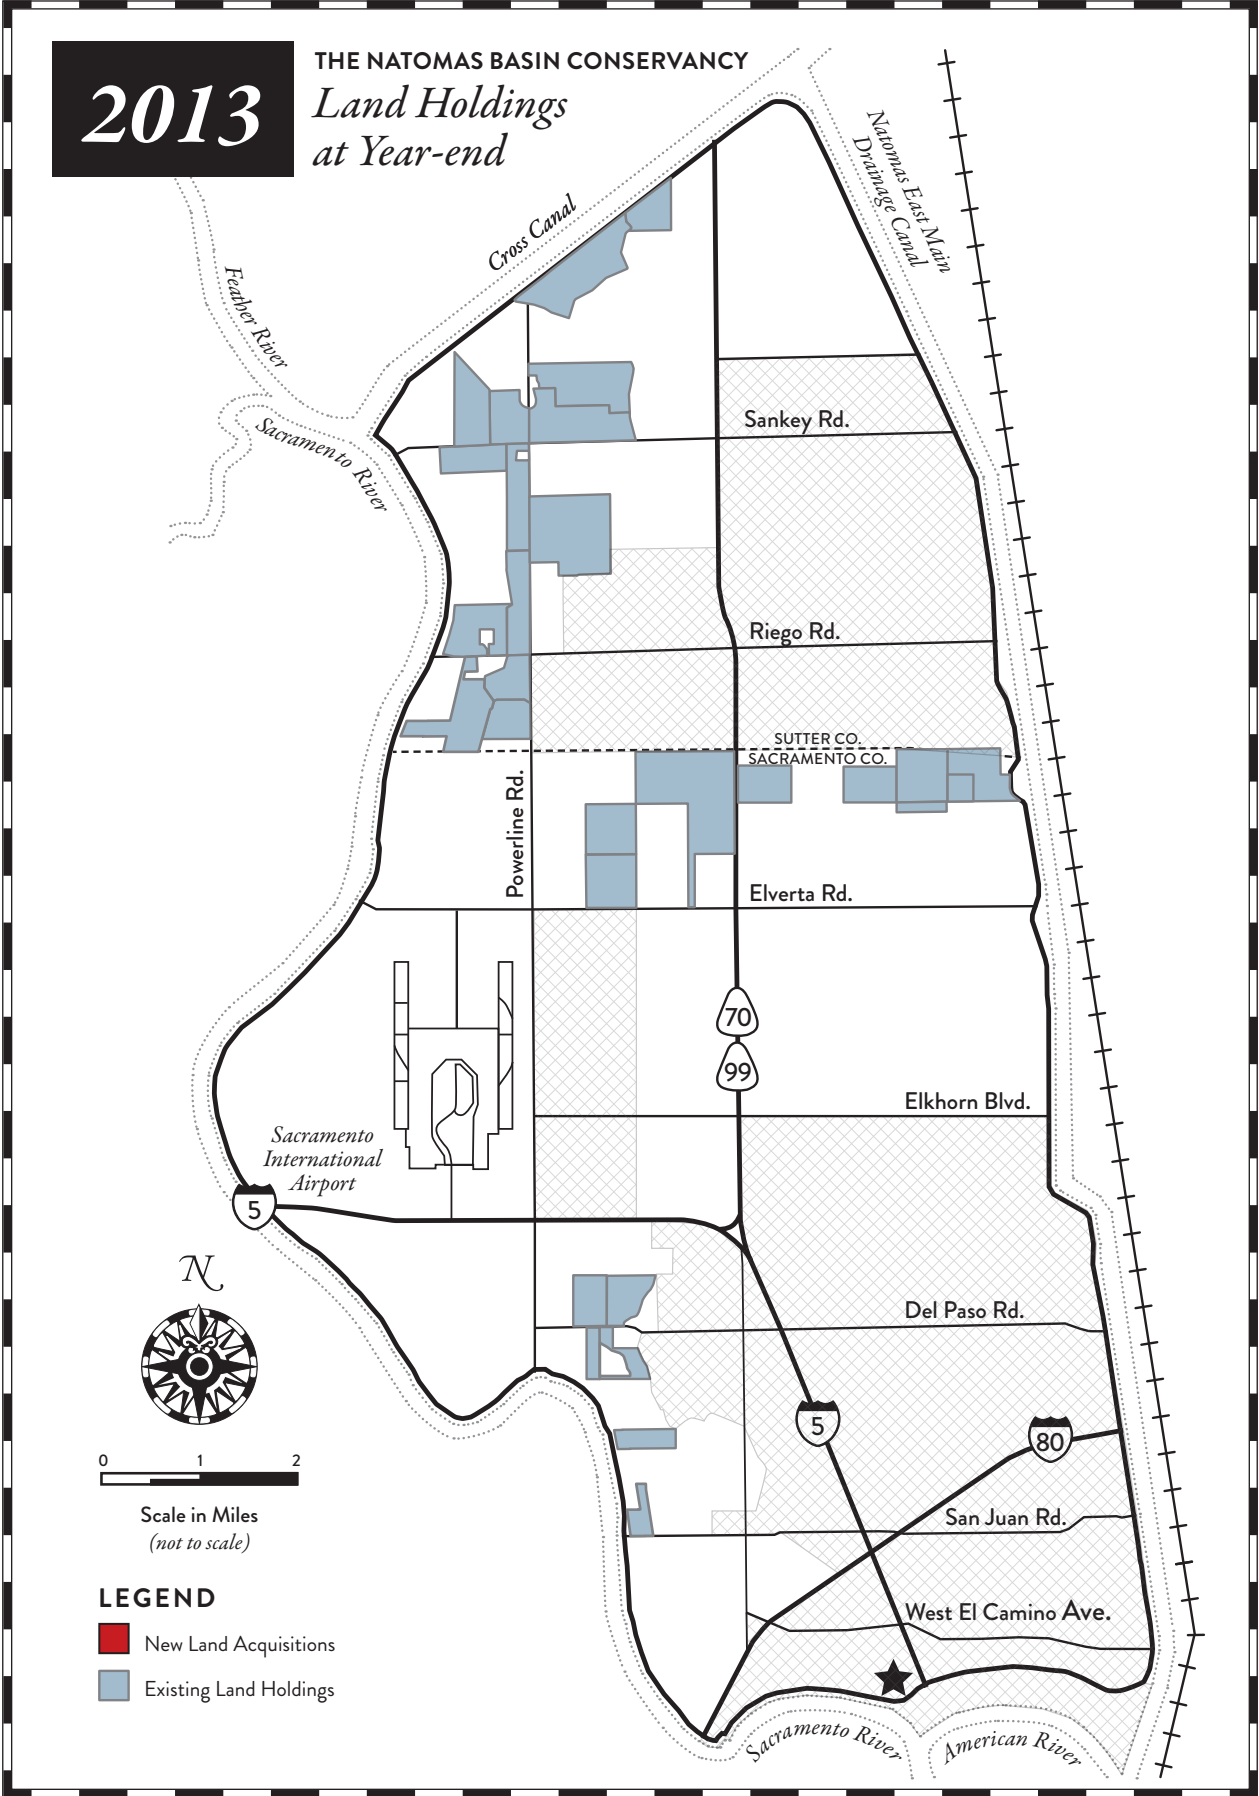 2013
THE NATOMAS BASIN CONSERVANCY
Land Holdings
at Year-end
Cross Canal
Natomas East Main
Drainage Canal
Feather River
Sacramento River
Sankey Rd.
Riego Rd.
SUTTER CO.
SACRAMENTO CO.
Powerline Rd.
Elverta Rd.
70
99
Elkhorn Blvd.
Sacramento
International
Airport
5
N
Del Paso Rd.
5
80
0 1 2
Scale in Miles
(not to scale)
San Juan Rd.
LEGEND
New Land Acquisitions
Existing Land Holdings
West El Camino Ave.
Sacramento River
American River